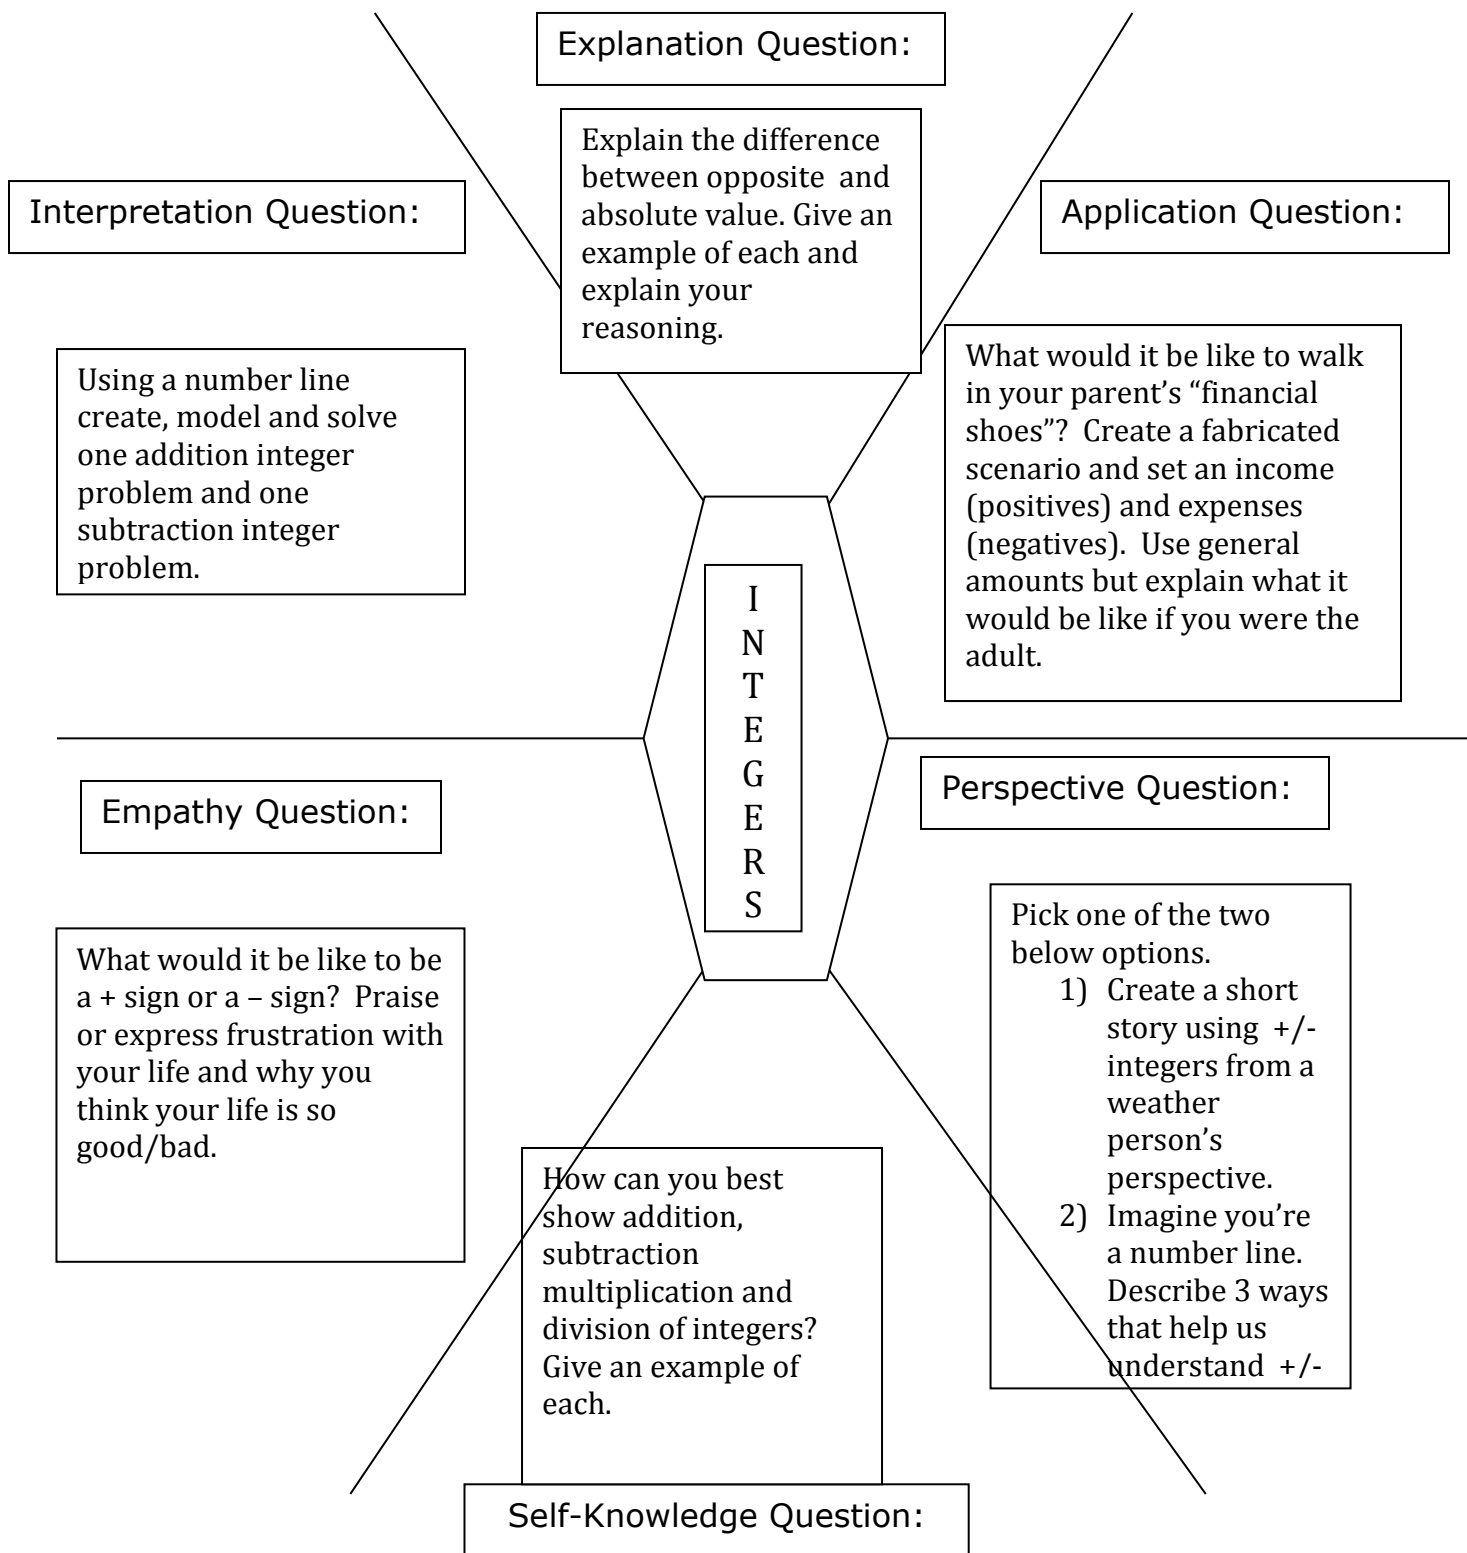 Explanation Question:
Explain the difference
between opposite  and
absolute value. Give an
example of each and
explain your
reasoning.
Interpretation Question:
Using a number line
create, model and solve
one addition integer
problem and one
subtraction integer
problem.
Application Question:
What would it be like to walk
in your parent’s “financial
shoes”?  Create a fabricated
scenario and set an income
(positives) and expenses
(negatives).  Use general
amounts but explain what it
would be like if you were the
adult.
I
N
T
E
G
E
R
S
Empathy Question:
What would it be like to be
a + sign or a – sign?  Praise
or express frustration with
your life and why you
think your life is so
good/bad.
Perspective Question:
Pick one of the two
below options.
1) Create a short
story using  +/-
integers from a
weather
person’s
perspective.
2) Imagine you’re
a number line.
Describe 3 ways
that help us
understand  +/-
How can you best
show addition,
subtraction
multiplication and
division of integers?
Give an example of
each.
Self-Knowledge Question: